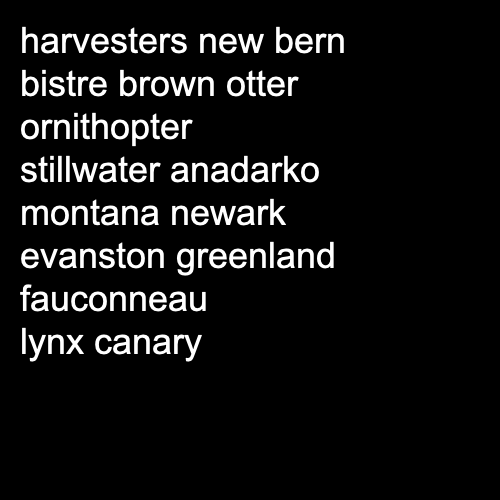 harvesters new bern
bistre brown otter
ornithopter
stillwater anadarko
montana newark
evanston greenland
fauconneau
lynx canary